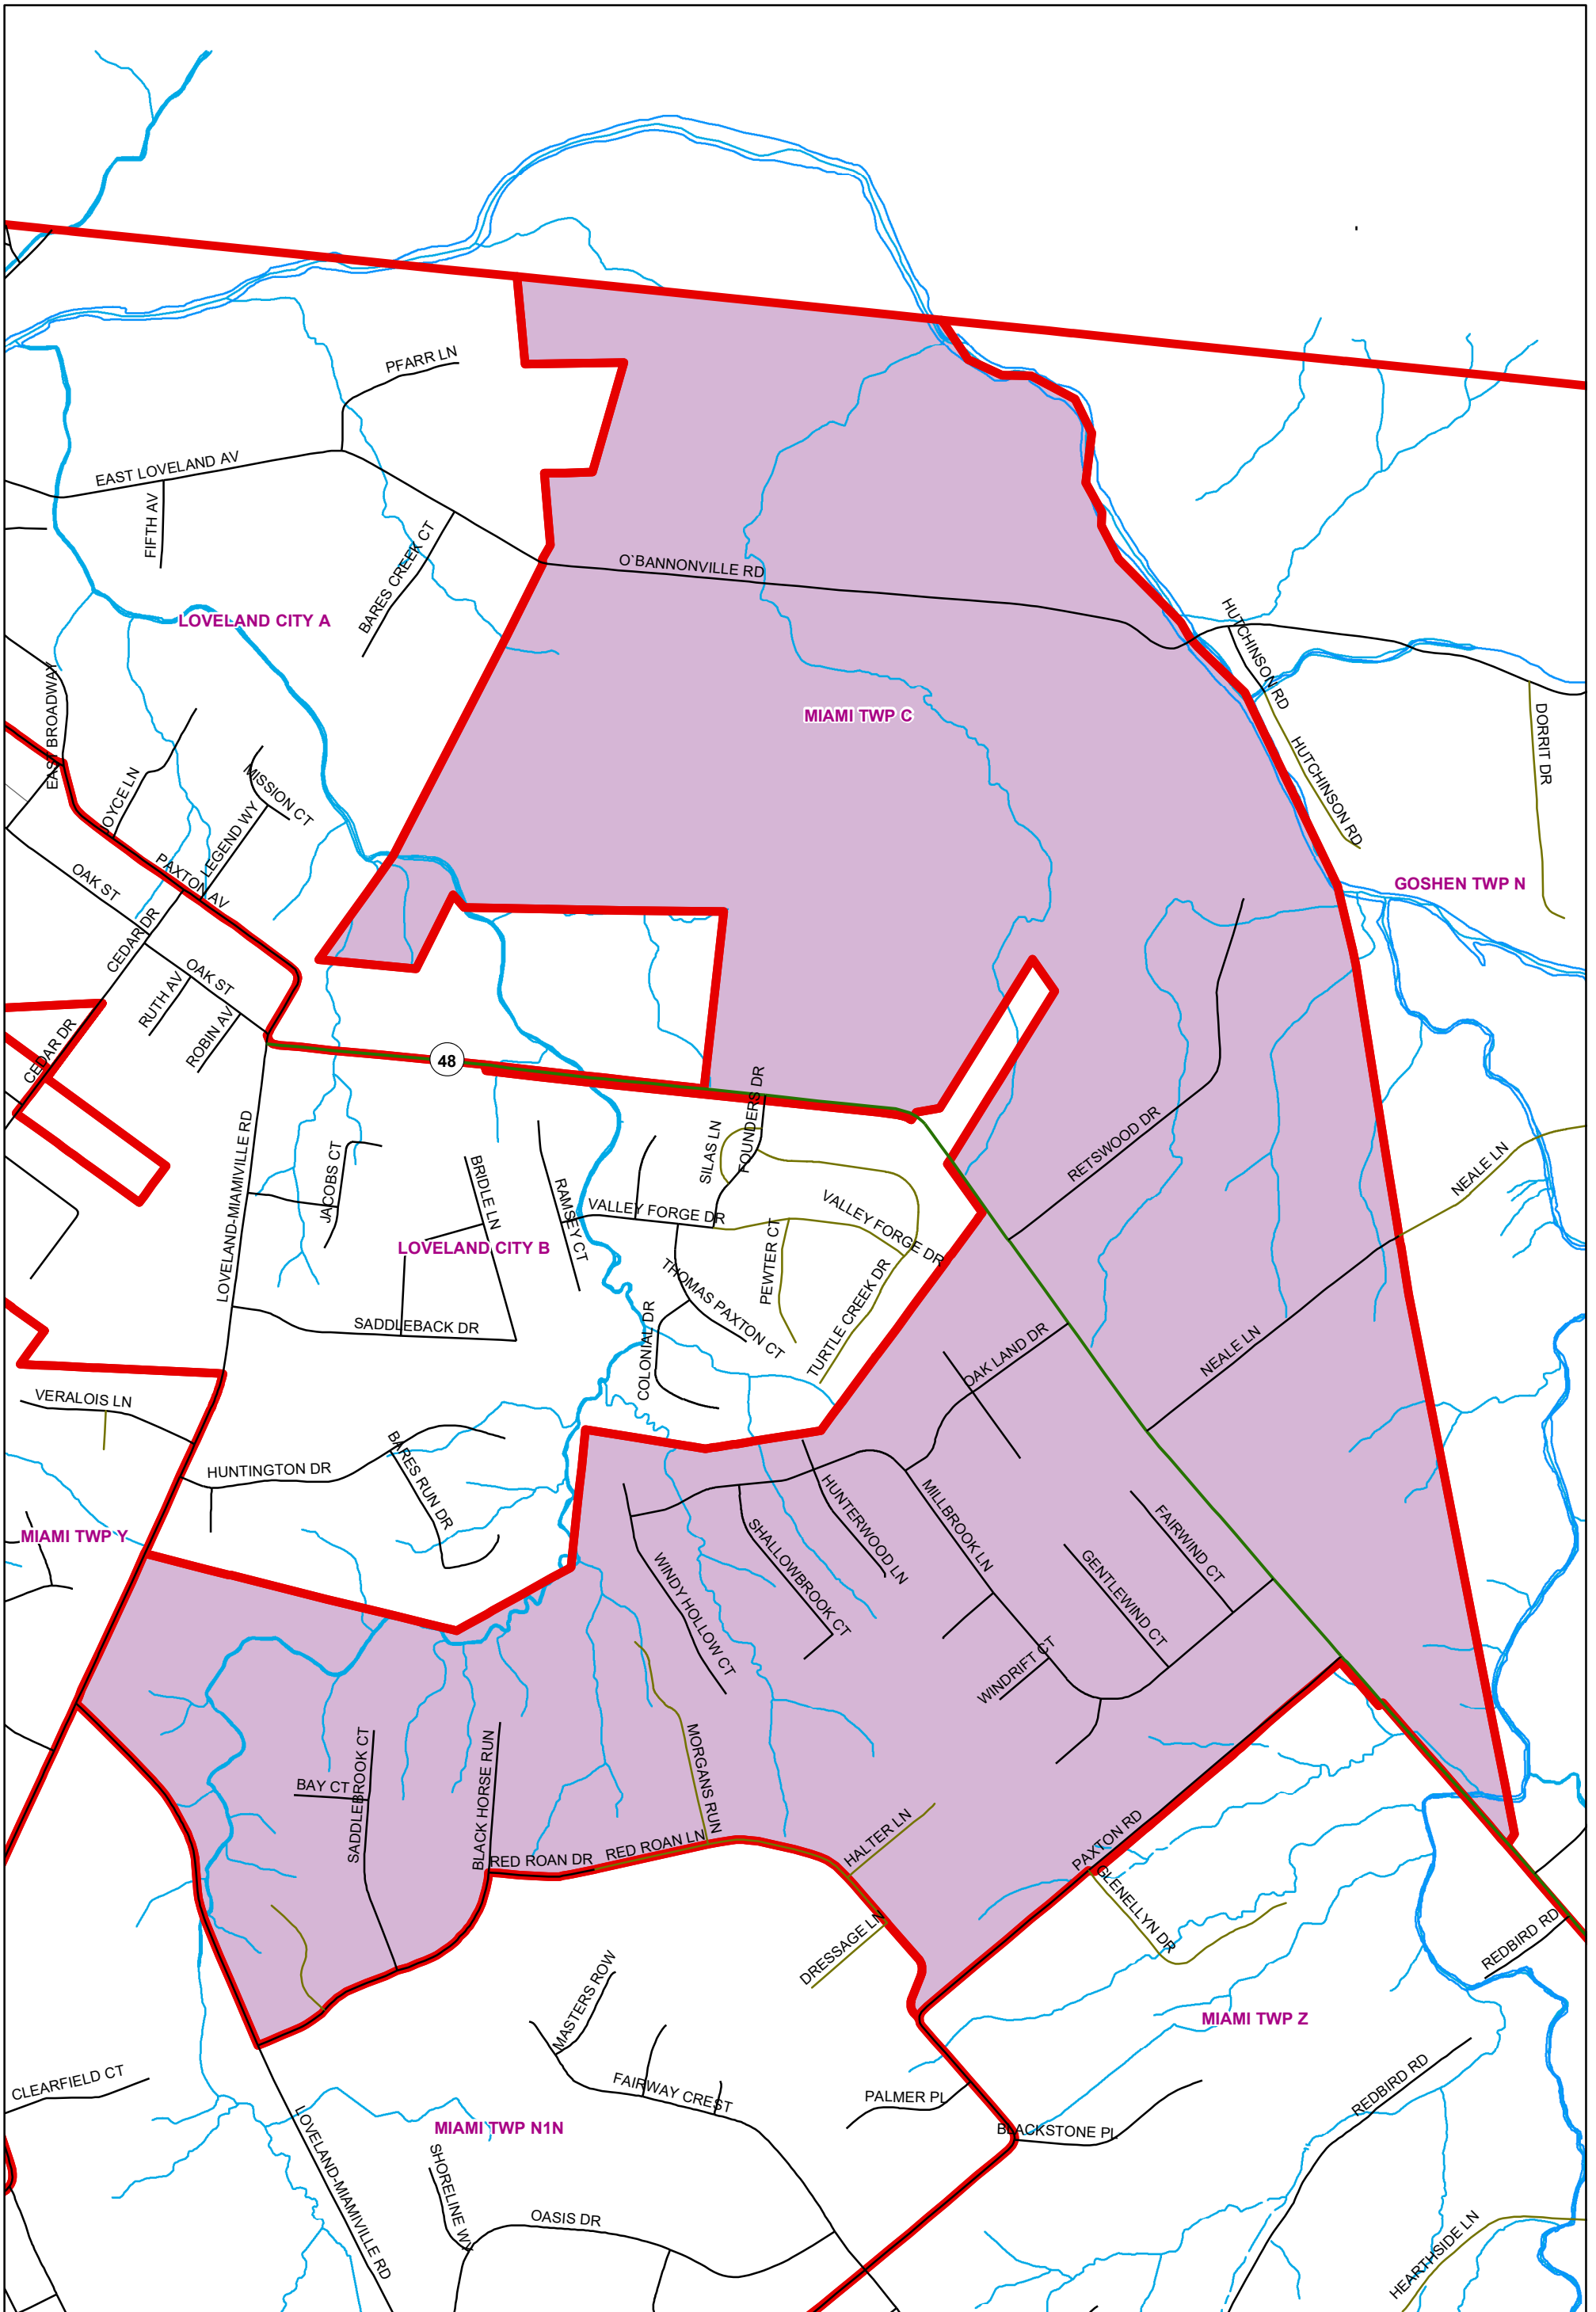 PFARR LN
EAST LOVELAND AV
FIFTH AV
BARES CREEK CT
O`BANNONVILLE RD
LOVELAND CITY A
HUTCHINSON RD
EAST BROADWAY
MIAMI TWP C
DORRIT DR
HUTCHINSON RD
MISSION CT
OYCE LN
LEGEND WY
PAXTON AV
OAK ST
GOSHEN TWP N
CEDAR DR
OAK ST
RUTH AV
ROBIN AV
CEDAR DR
48
FOUNDERS DR
SILAS LN
RETSWOOD DR
NEALE LN
LOVELAND-MIAMIVILLE RD
JACOBS CT
BRIDLE LN
RAMSEY CT
VALLEY FORGE DR
VALLEY FORGE DR
LOVELAND CITY B
PEWTER CT
THOMAS PAXTON CT
TURTLE CREEK DR
SADDLEBACK DR
COLONIAL DR
OAK LAND DR
NEALE LN
VERALOIS LN
HUNTINGTON DR
BARES RUN DR
HUNTERWOOD LN
MILLBROOK LN
FAIRWIND CT
MIAMI TWP Y
SHALLOWBROOK CT
GENTLEWIND CT
WINDY HOLLOW CT
WINDRIFT CT
BAY CT
SADDLEBROOK CT
BLACK HORSE RUN
MORGANS RUN
RED ROAN DR
RED ROAN LN
HALTER LN
PAXTON RD
GLENELLYN DR
DRESSAGE LN
REDBIRD RD
MASTERS ROW
MIAMI TWP Z
CLEARFIELD CT
FAIRWAY CREST
PALMER PL
REDBIRD RD
BLACKSTONE PL
MIAMI TWP N1N
LOVELAND-MIAMIVILLE RD
SHORELINE WY
OASIS DR
HEARTHSIDE LN